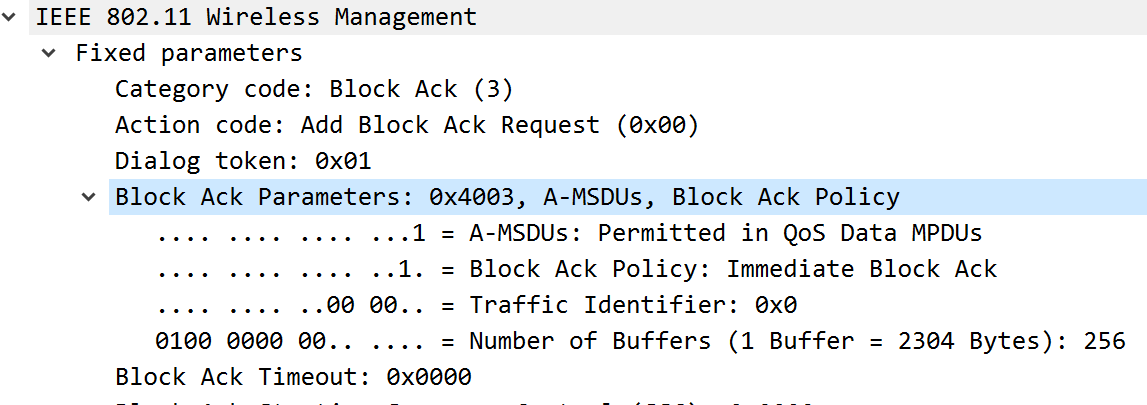 IEEE 802.11 Wireless Management
Fixed parameters
Category code: Block Ack (3)
Action code: Add Block Ack Request (0x00)
Dialog token: 0x01
Block Ack Parameters: 0x4003, A-MSDUs, Block Ack Policy
.... .... .... ...1 = A-MSDUs: Permitted in QoS Data MPDUs
.... .... .... ..1. = Block Ack Policy: Immediate Block Ack
.... .... ..00 00.. = Traffic Identifier: 0x0
0100 0000 00.. .... = Number of Buffers (1 Buffer = 2304 Bytes): 256
Block Ack Timeout: 0x0000